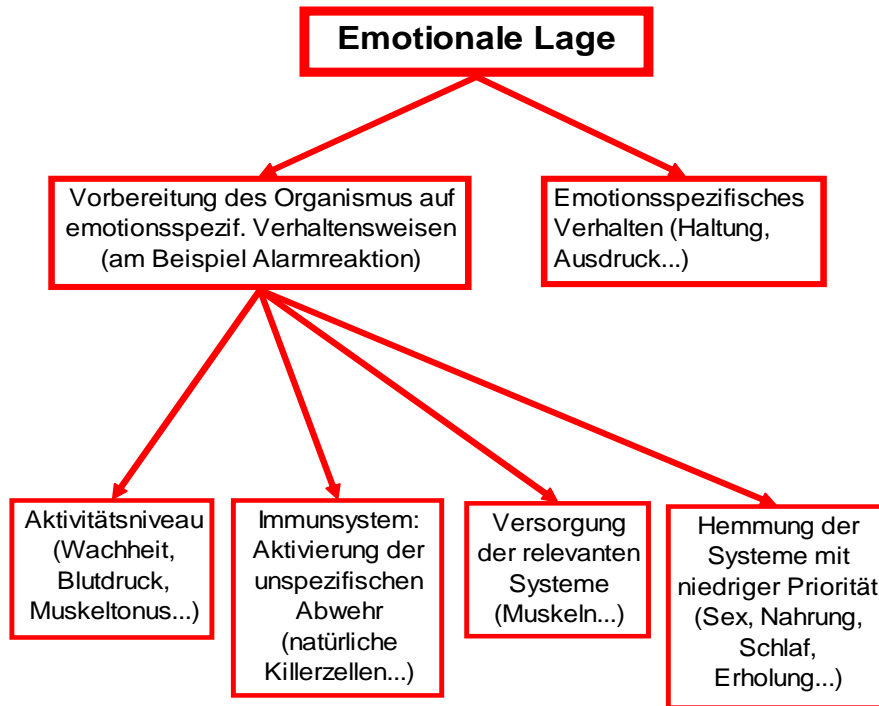 Emotionale Lage
Vorbereitung des Organismus auf
emotionsspezif. Verhaltensweisen
(am Beispiel Alarmreaktion)
Emotionsspezifisches
Verhalten (Haltung,
Ausdruck...)
Aktivitätsniveau
(Wachheit,
Blutdruck,
Muskeltonus...)
Immunsystem:
Aktivierung der
unspezifischen
Abwehr
(natürliche
Killerzellen...)
Versorgung
der relevanten
Systeme
(Muskeln...)
Hemmung der
Systeme mit
niedriger Priorität
(Sex, Nahrung,
Schlaf,
Erholung...)